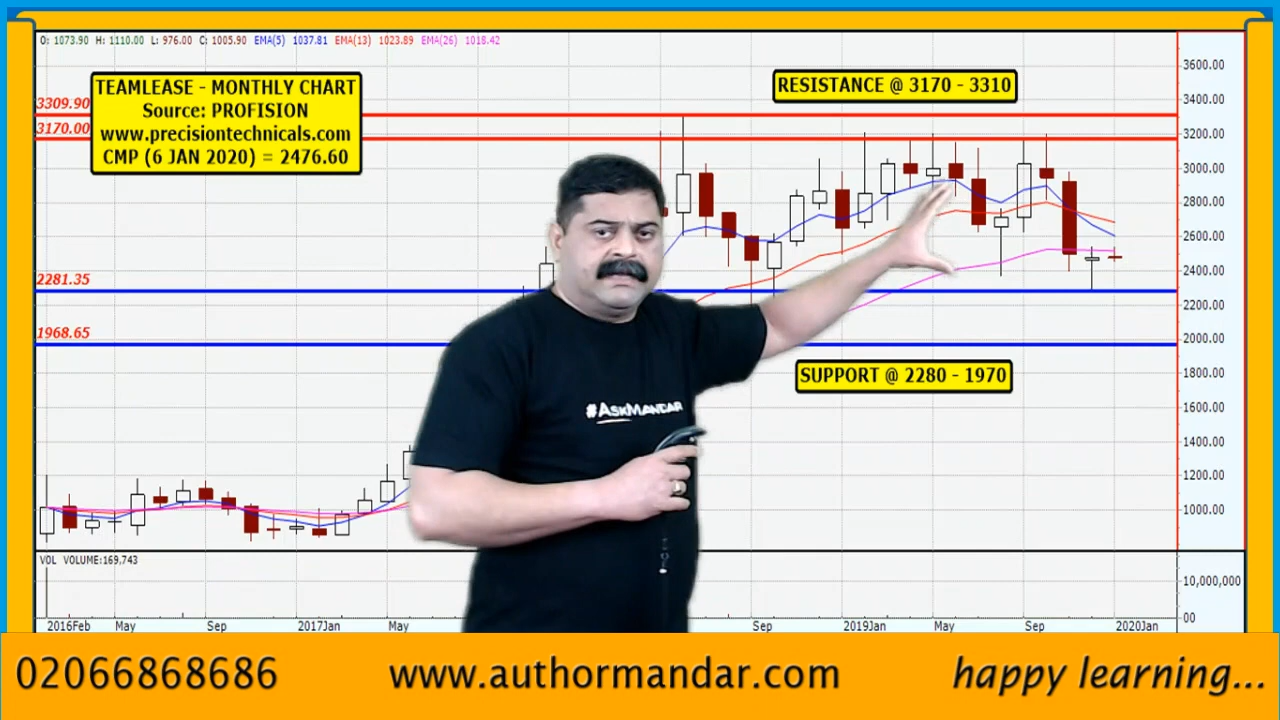 O: 1073.90 H: 1110.00 L: 976.00 C: 1005.90 EMA(5) 1037.81 EMA(13) 1023.89 EMA(26) 1018.42
TEAMLEASE - MONTHLY CHART
Source: PROFISION
www.precisiontechnicals.com
CMP (6 JAN 2020) = 2476.60
RESISTANCE @ 3170 - 3310
3309.90
3170.00
2281.35
1968.65
SUPPORT @ 2280 - 1970
3600.00
3400.00
3200.00
3000.00
2800.00
2600.00
2400.00
2200.00
2000.00
1800.00
1600.00
1400.00
1200.00
1000.00
#AskMandar
VOL VOLUME:169,743
10,000,000
00
2016Feb May Sep 2017Jan May Sep 2019Jan May Sep 2020Jan
02066868686 www.authormandar.com happy learning...